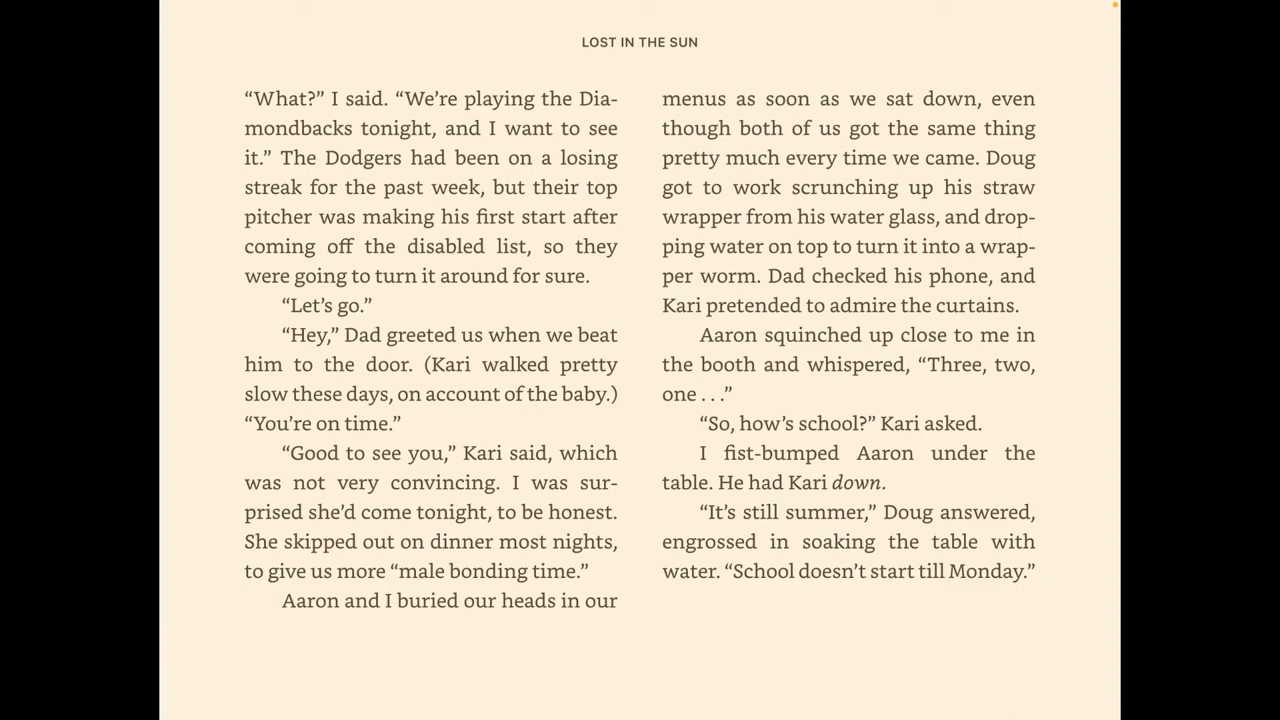 LOST IN THE SUN
“What?” I said. “We’re playing the Dia-
mondbacks tonight, and I want to see
it.” The Dodgers had been on a losing
streak for the past week, but their top
pitcher was making his first start after
coming off the disabled list, so they
were going to turn it around for sure.
“Let’s go.”
“Hey,” Dad greeted us when we beat
him to the door. (Kari walked pretty
slow these days, on account of the baby.)
“You’re on time.”
“Good to see you,” Kari said, which
was not very convincing. I was sur-
prised she’d come tonight, to be honest.
She skipped out on dinner most nights,
to give us more “male bonding time.”
Aaron and I buried our heads in our
menus as soon as we sat down, even
though both of us got the same thing
pretty much every time we came. Doug
got to work scrunching up his straw
wrapper from his water glass, and drop-
ping water on top to turn it into a wrap-
per worm. Dad checked his phone, and
Kari pretended to admire the curtains.
Aaron squinched up close to me in
the booth and whispered, “Three, two,
one . . .”
“So, how’s school?” Kari asked.
I fist-bumped Aaron under the
table. He had Kari down.
“It’s still summer,” Doug answered,
engrossed in soaking the table with
water. “School doesn’t start till Monday.”